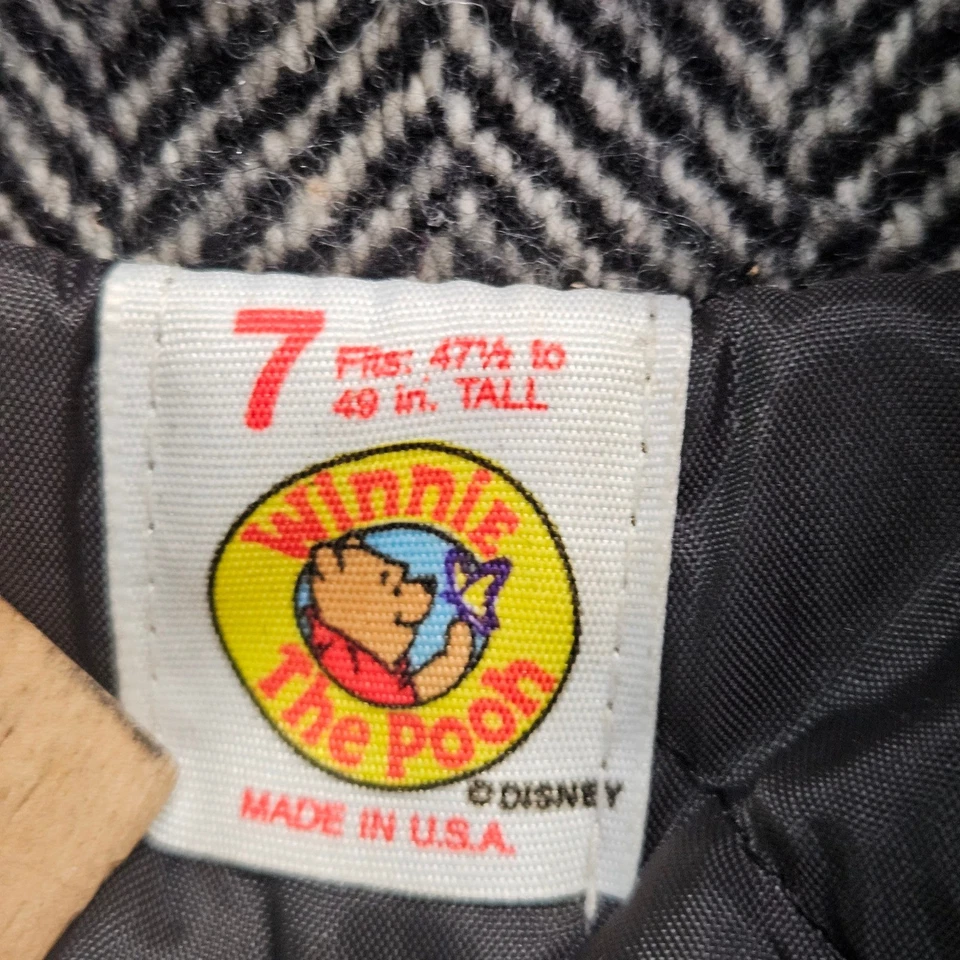 7
Fits: 47½ to
49 in. TALL
Winnie
The Pooh
© DISNEY
MADE IN U.S.A.